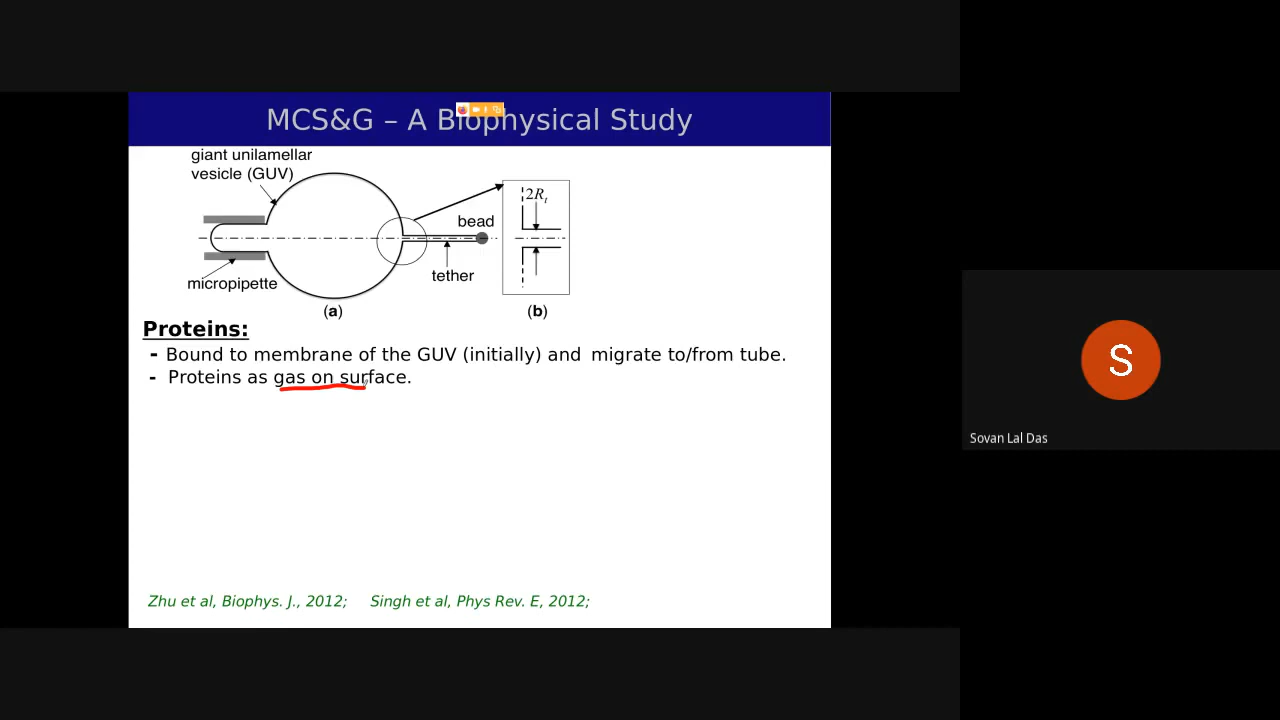 MCS&G – A Biophysical Study
giant unilamellar
vesicle (GUV)
2Rt
bead
tether
micropipette
(a)
(b)
Proteins:
- Bound to membrane of the GUV (initially) and migrate to/from tube.
- Proteins as gas on surface.
S
Sovan Lal Das
Zhu et al, Biophys. J., 2012; Singh et al, Phys Rev. E, 2012;